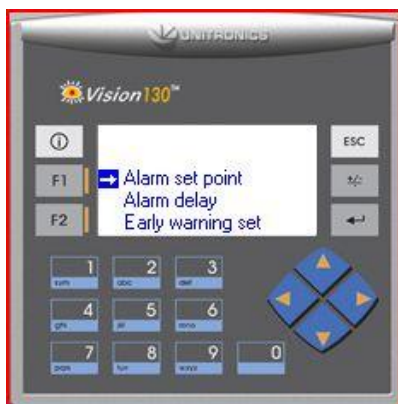 UNITRONICS
Vision130™
ESC
F1
Alarm set point
+/-
Alarm delay
F2
Early warning set
1 2 3
abc def
4 5 6
ghi jkl mno
7 8 9 0
pqrs tuv wxyz